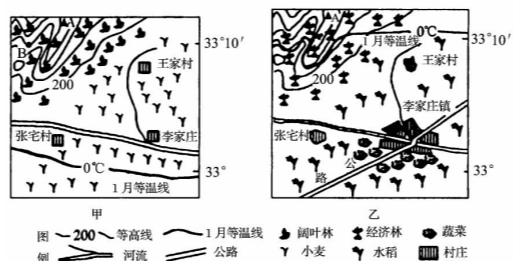 A
B
200
33°10′
王家村
李家庄
张宅村
0℃
1月等温线
33°
甲
A
0℃
1月等温线
33°10′
200
王家村
李家庄镇
张宅村
公
路
33°
乙
图 200 等高线 1月等温线 阔叶林 经济林 蔬菜
例 河流 公路 小麦 水稻 村庄